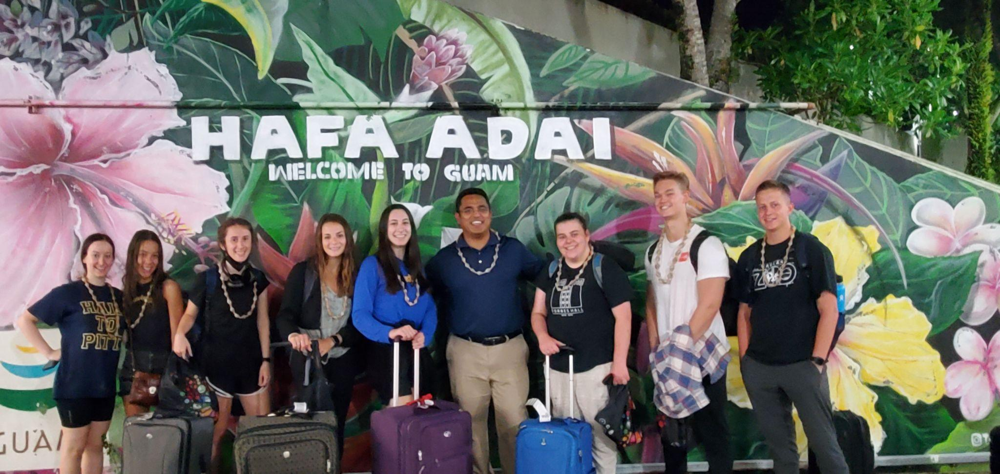 HAFA ADAI
WELCOME TO GUAM
HAIL
TO
PITT
FORBES HALL
GUAM